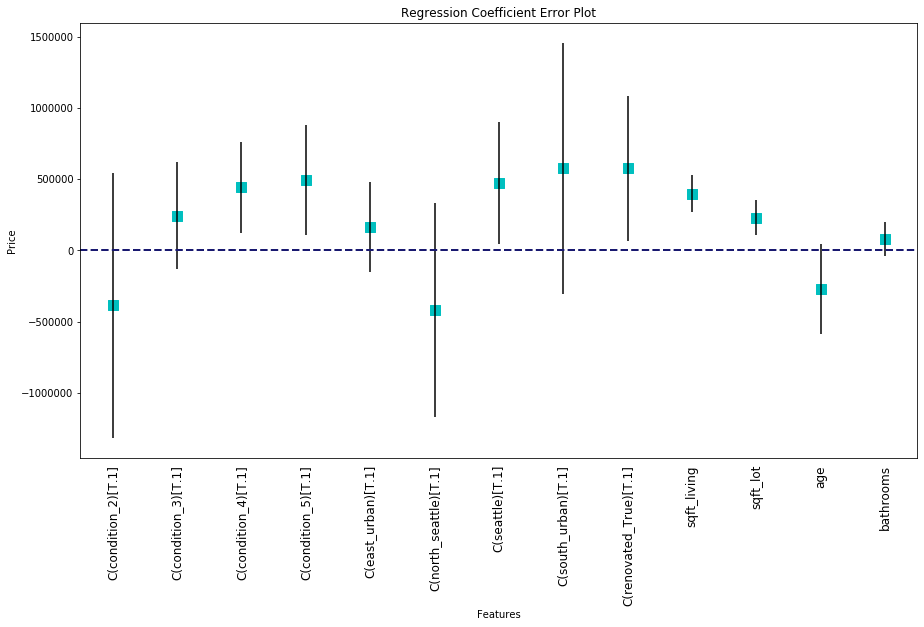 Regression Coefficient Error Plot
1500000
1000000
500000
0
−500000
−1000000
Price
C(condition_2)[T.1]
C(condition_3)[T.1]
C(condition_4)[T.1]
C(condition_5)[T.1]
C(east_urban)[T.1]
C(north_seattle)[T.1]
C(seattle)[T.1]
C(south_urban)[T.1]
C(renovated_True)[T.1]
sqft_living
sqft_lot
age
bathrooms
Features